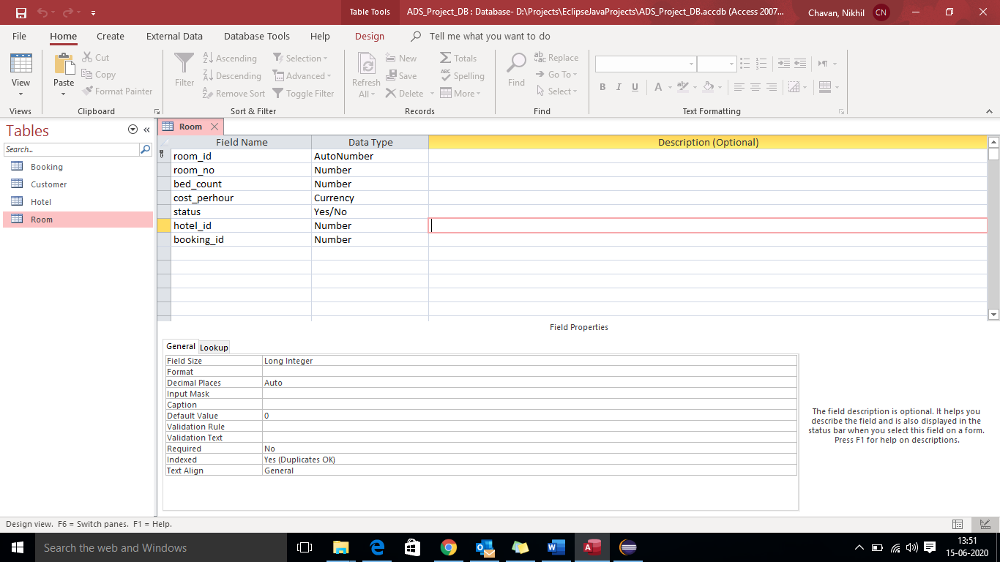 Table Tools
ADS_Project_DB : Database- D:\Projects\EclipseJavaProjects\ADS_Project_DB.accdb (Access 2007...
Chavan, Nikhil
CN
File Home Create External Data Database Tools Help Design Tell me what you want to do
View
Views
Paste
Cut
Copy
Format Painter
Clipboard
Filter
Ascending
Descending
Remove Sort
Selection
Advanced
Toggle Filter
Sort & Filter
Refresh
All
New
Save
Delete
Totals
Spelling
More
Records
Find
Replace
Go To
Select
Find
B I U A
Text Formatting
Tables
Search...
Booking
Customer
Hotel
Room
Room
Field Name Data Type Description (Optional)
room_id AutoNumber
room_no Number
bed_count Number
cost_perhour Currency
status Yes/No
hotel_id Number
booking_id Number
Field Properties
General Lookup
Field Size Long Integer
Format
Decimal Places Auto
Input Mask
Caption
Default Value 0
Validation Rule
Validation Text
Required No
Indexed Yes (Duplicates OK)
Text Align General
The field description is optional. It helps you
describe the field and is also displayed in the
status bar when you select this field on a form.
Press F1 for help on descriptions.
Design view. F6 = Switch panes. F1 = Help.
Search the web and Windows
13:51
15-06-2020